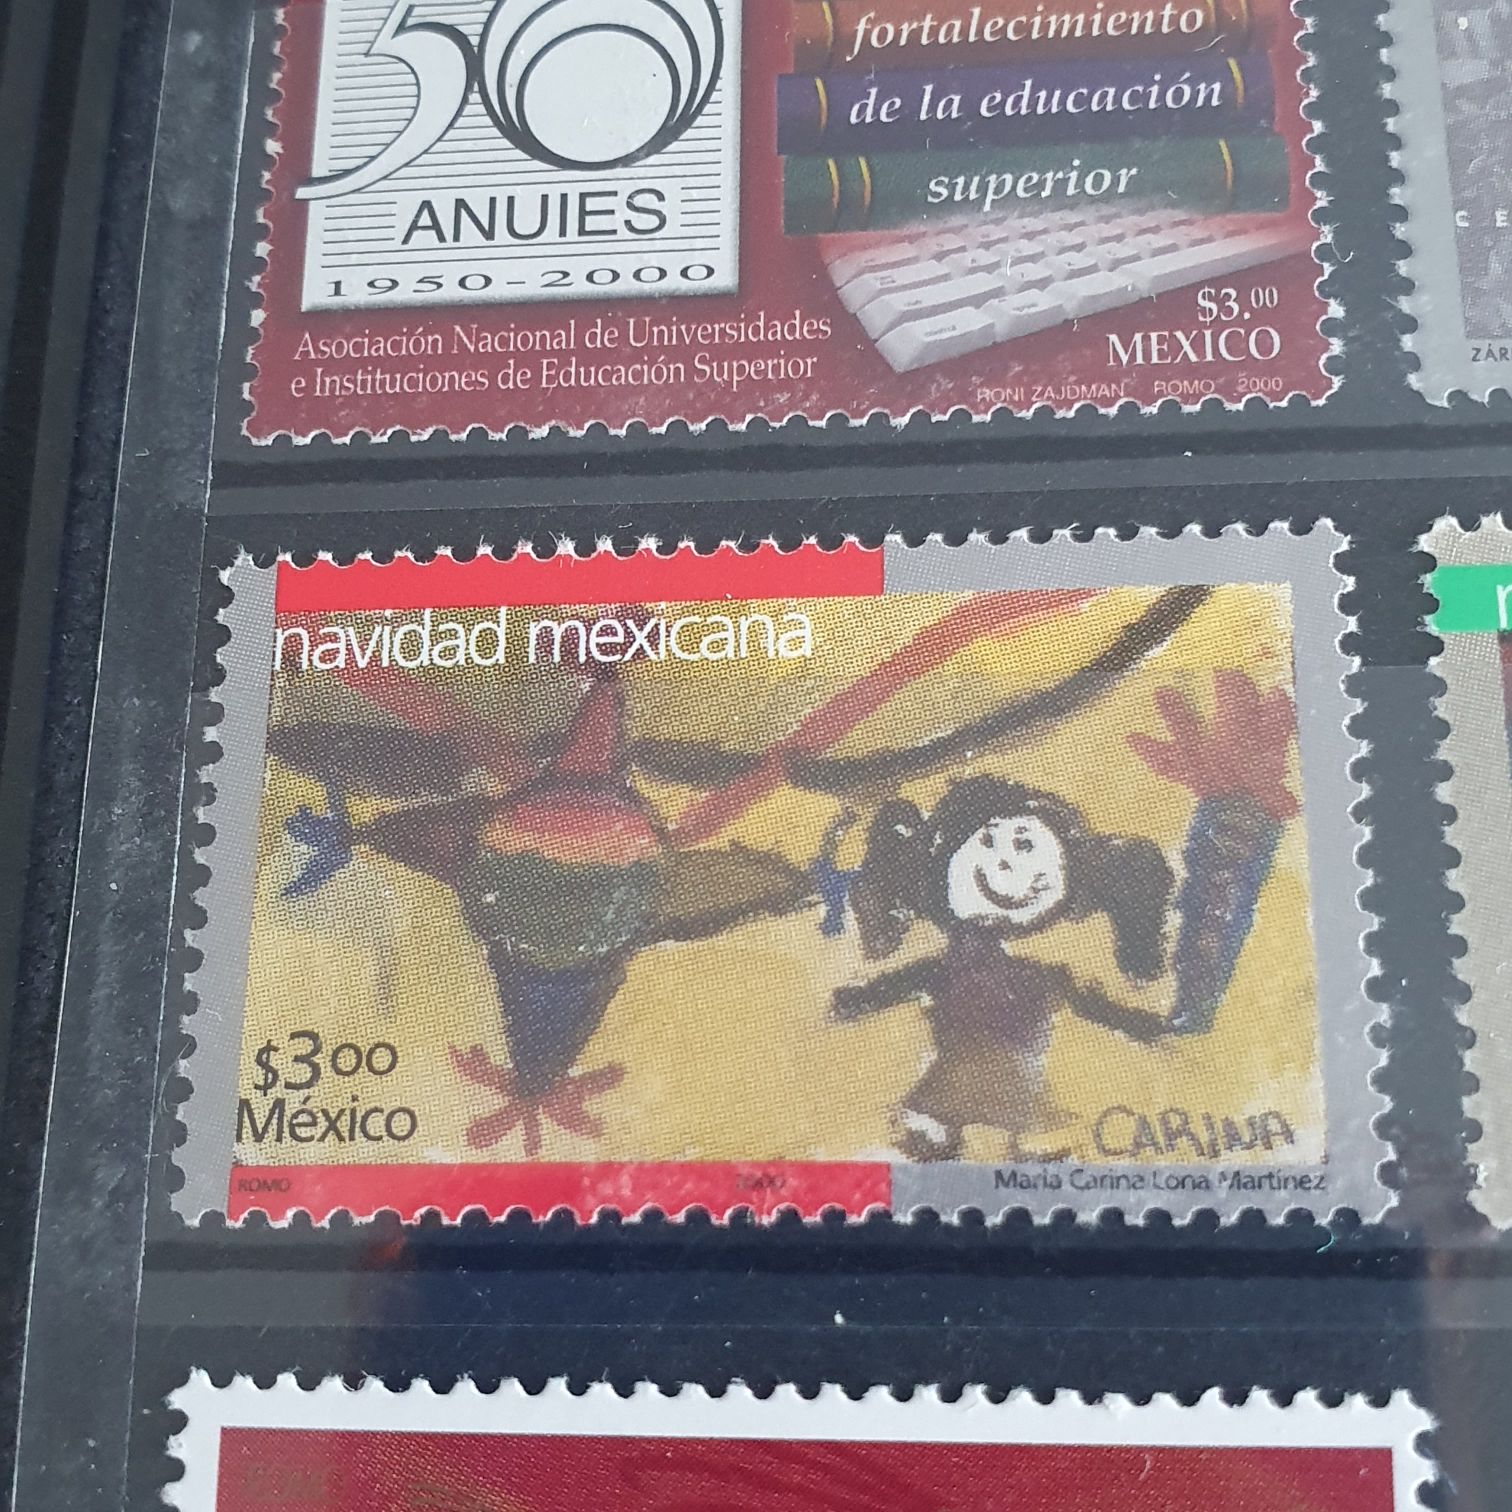 50
ANUIES
1950-2000
Asociación Nacional de Universidades
e Instituciones de Educación Superior
fortalecimiento
de la educación
superior
$3.00
MEXICO
RONI ZAJDMAN ROMO 2000
ZÁR
navidad mexicana
$3 00
México
CARINA
ROMO 2000
María Carina Lona Martínez